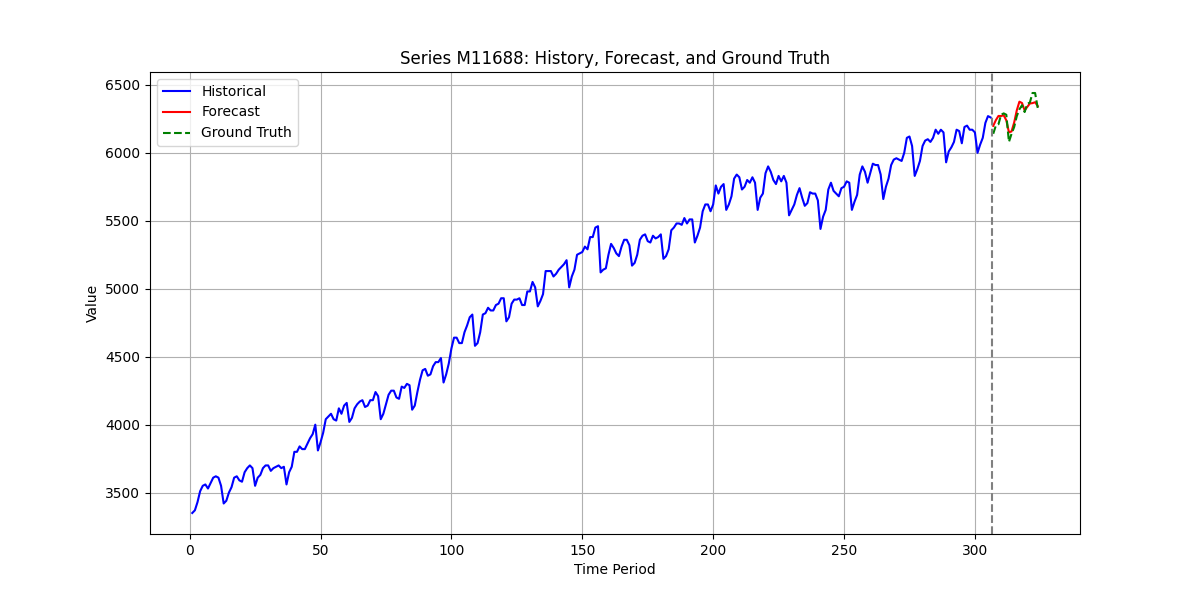 Series M11688: History, Forecast, and Ground Truth
Historical
Forecast
Ground Truth
6500
6000
5500
5000
4500
4000
3500
Value
0 50 100 150 200 250 300
Time Period